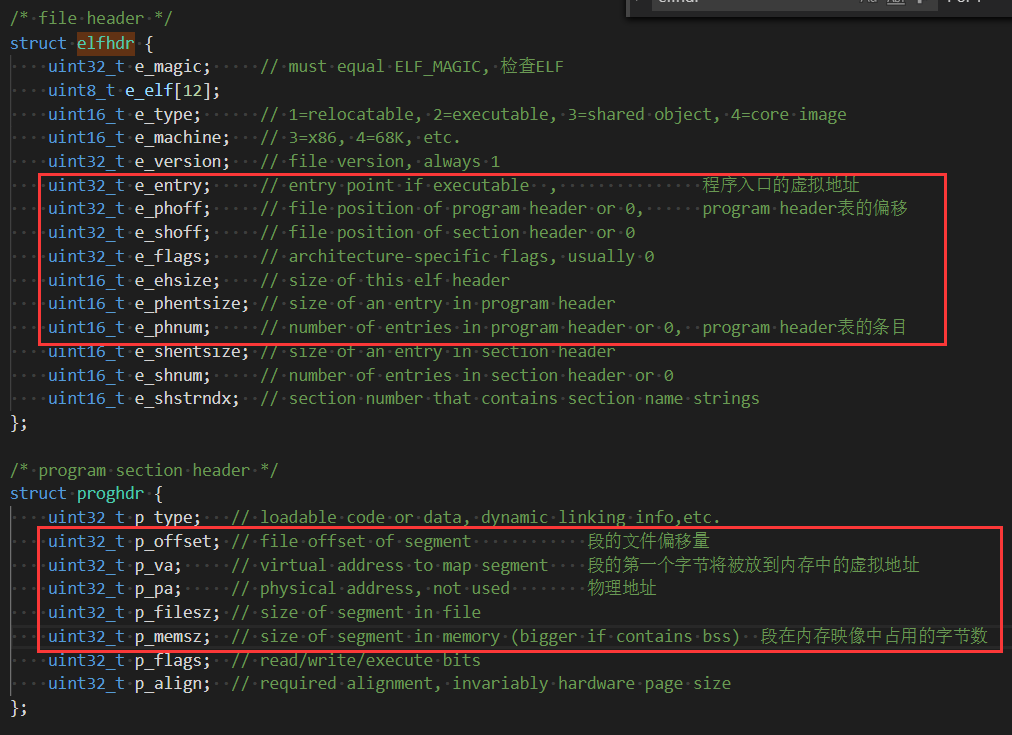 /* file header */
struct elfhdr {
uint32_t e_magic; // must equal ELF_MAGIC, 检查ELF
uint8_t e_elf[12];
uint16_t e_type; // 1=relocatable, 2=executable, 3=shared object, 4=core image
uint16_t e_machine; // 3=x86, 4=68K, etc.
uint32_t e_version; // file version, always 1
uint32_t e_entry; // entry point if executable , 程序入口的虚拟地址
uint32_t e_phoff; // file position of program header or 0, program header表的偏移
uint32_t e_shoff; // file position of section header or 0
uint32_t e_flags; // architecture-specific flags, usually 0
uint16_t e_ehsize; // size of this elf header
uint16_t e_phentsize; // size of an entry in program header
uint16_t e_phnum; // number of entries in program header or 0, program header表的条目
uint16_t e_shentsize; // size of an entry in section header
uint16_t e_shnum; // number of entries in section header or 0
uint16_t e_shstrndx; // section number that contains section name strings
};
/* program section header */
struct proghdr {
uint32_t p_type; // loadable code or data, dynamic linking info,etc.
uint32_t p_offset; // file offset of segment 段的文件偏移量
uint32_t p_va; // virtual address to map segment 段的第一个字节将被放到内存中的虚拟地址
uint32_t p_pa; // physical address, not used 物理地址
uint32_t p_filesz; // size of segment in file
uint32_t p_memsz; // size of segment in memory (bigger if contains bss) 段在内存映像中占用的字节数
uint32_t p_flags; // read/write/execute bits
uint32_t p_align; // required alignment, invariably hardware page size
};